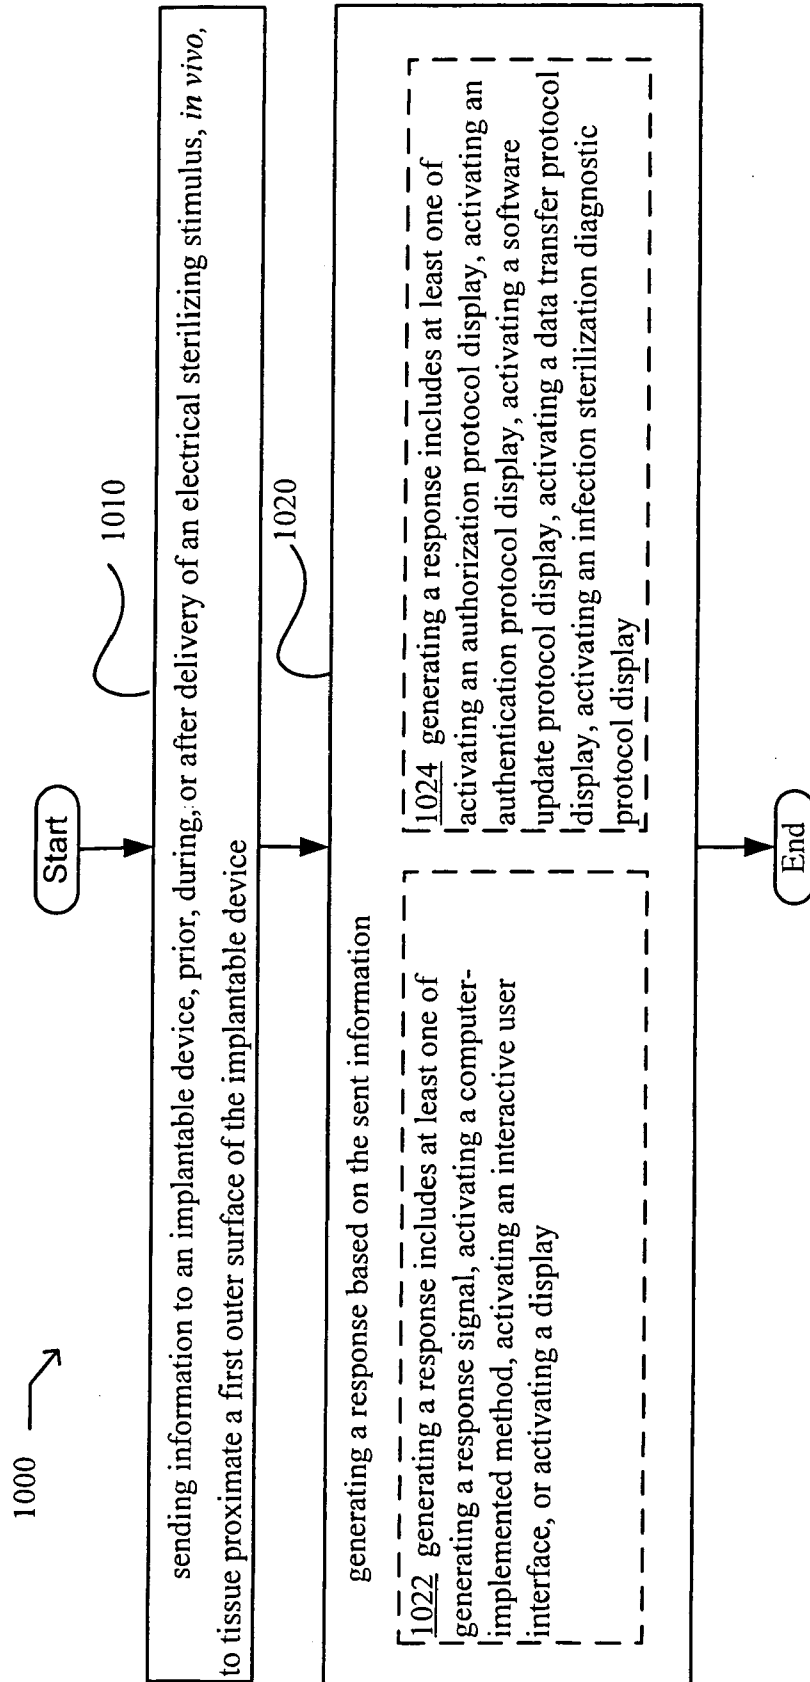 1000
Start
1010
sending information to an implantable device, prior, during, or after delivery of an electrical sterilizing stimulus, in vivo,
to tissue proximate a first outer surface of the implantable device
1020
generating a response based on the sent information
1022 generating a response includes at least one of
generating a response signal, activating a computer-
implemented method, activating an interactive user
interface, or activating a display
1024 generating a response includes at least one of
activating an authorization protocol display, activating an
authentication protocol display, activating a software
update protocol display, activating a data transfer protocol
display, activating an infection sterilization diagnostic
protocol display
End